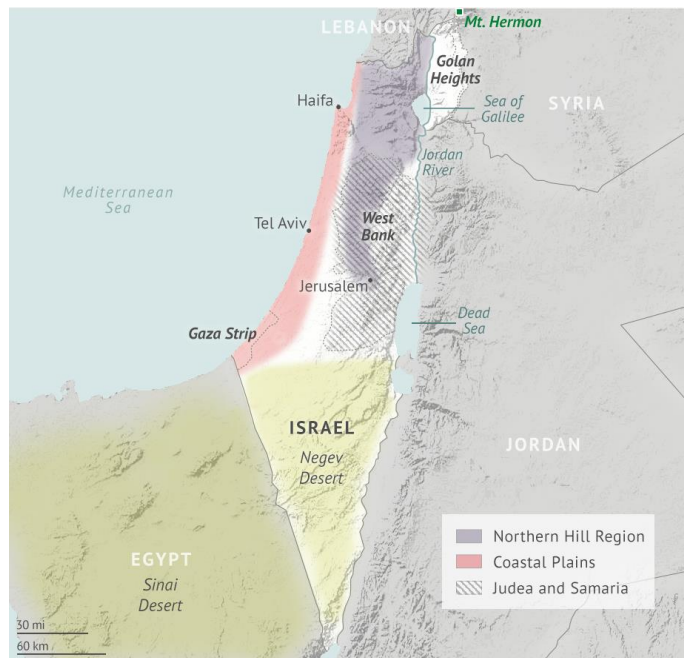 Mt. Hermon
LEBANON
Golan
Heights
Haifa
Sea of
Galilee
SYRIA
Jordan
River
Mediterranean
Sea
West
Bank
Tel Aviv
Jerusalem
Dead
Sea
Gaza Strip
ISRAEL
Negev
Desert
JORDAN
EGYPT
Sinai
Desert
Northern Hill Region
Coastal Plains
Judea and Samaria
30 mi
60 km